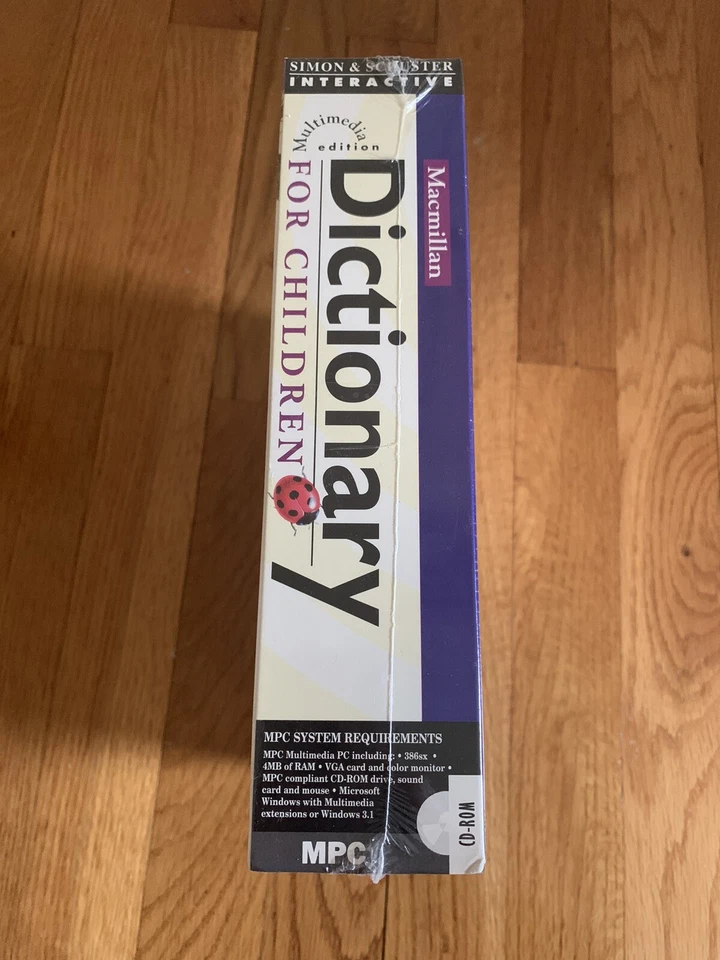 SIMON & SCHUSTER
INTERACTIVE
Macmillan
Multimedia
edition
Dictionary
FOR CHILDREN
MPC SYSTEM REQUIREMENTS
MPC Multimedia PC including: • 386sx •
4MB of RAM • VGA card and color monitor •
MPC compliant CD-ROM drive, sound
card and mouse • Microsoft
Windows with Multimedia
extensions or Windows 3.1
CD-ROM
MPC